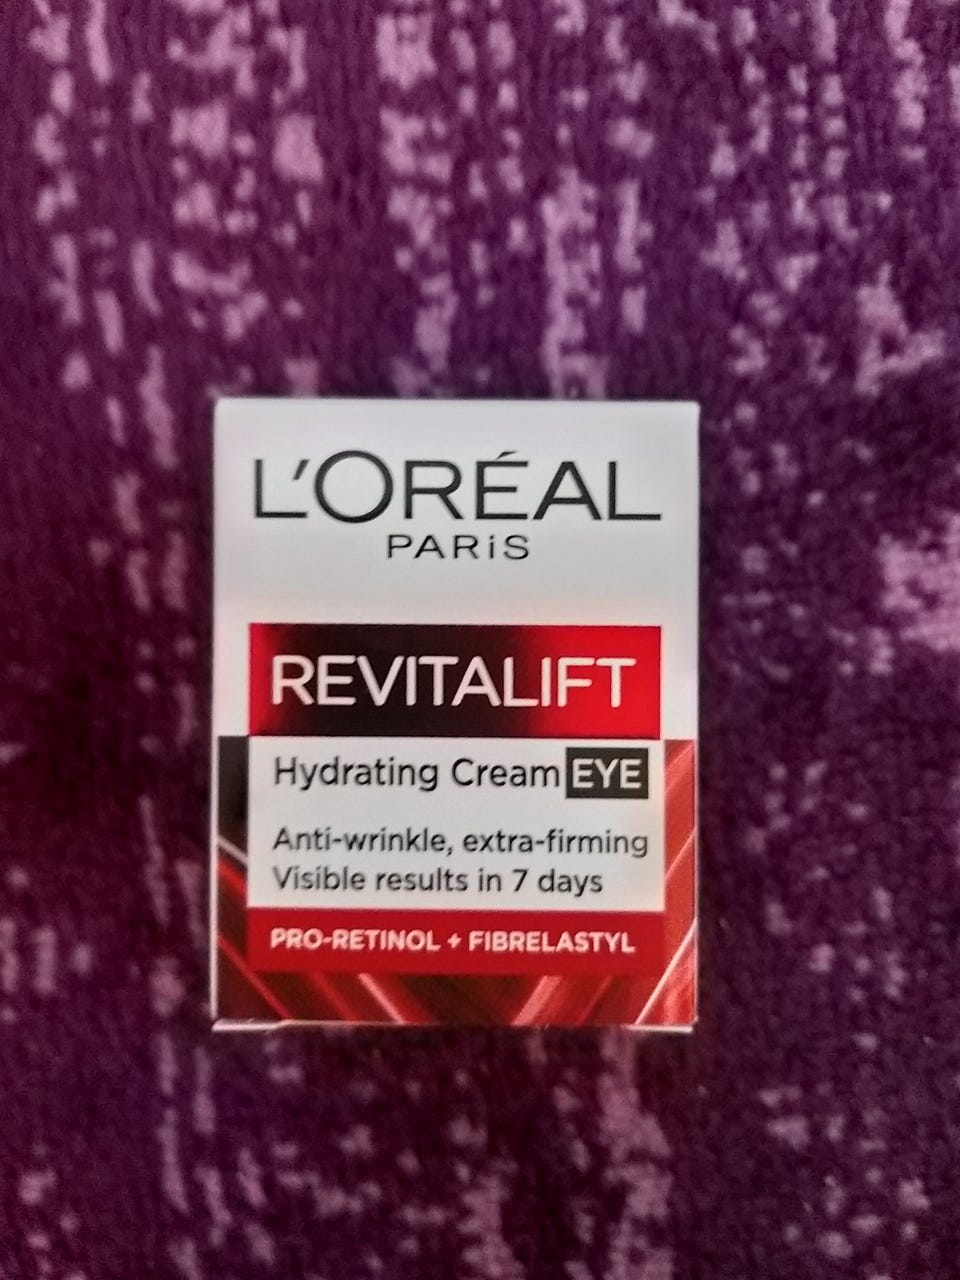 L'ORÉAL
PARiS
REVITALIFT
Hydrating Cream EYE
Anti-wrinkle, extra-firming
Visible results in 7 days
PRO-RETINOL + FIBRELASTYL